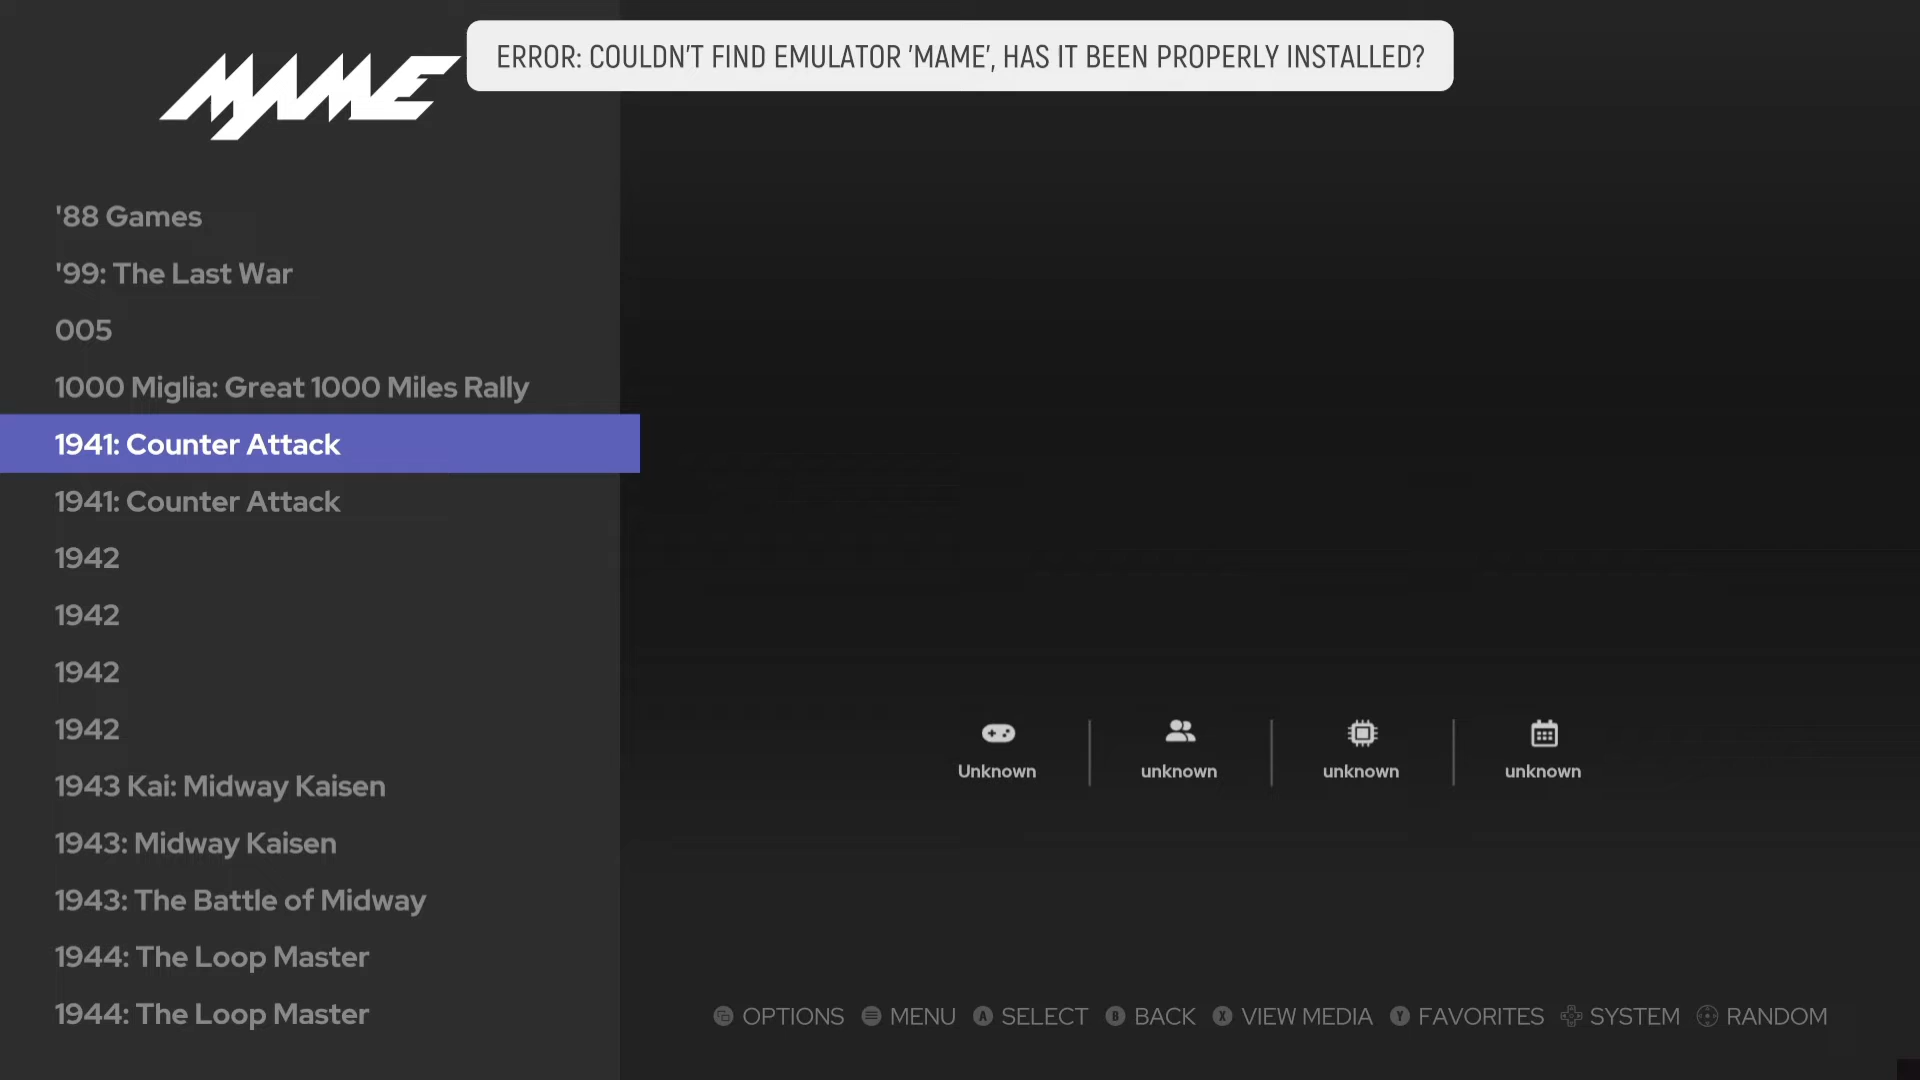 MAME
ERROR: COULDN'T FIND EMULATOR 'MAME', HAS IT BEEN PROPERLY INSTALLED?
'88 Games
'99: The Last War
005
1000 Miglia: Great 1000 Miles Rally
1941: Counter Attack
1941: Counter Attack
1942
1942
1942
1942
1943 Kai: Midway Kaisen
1943: Midway Kaisen
1943: The Battle of Midway
1944: The Loop Master
1944: The Loop Master
Unknown unknown unknown unknown
OPTIONS MENU A SELECT B BACK X VIEW MEDIA Y FAVORITES SYSTEM RANDOM